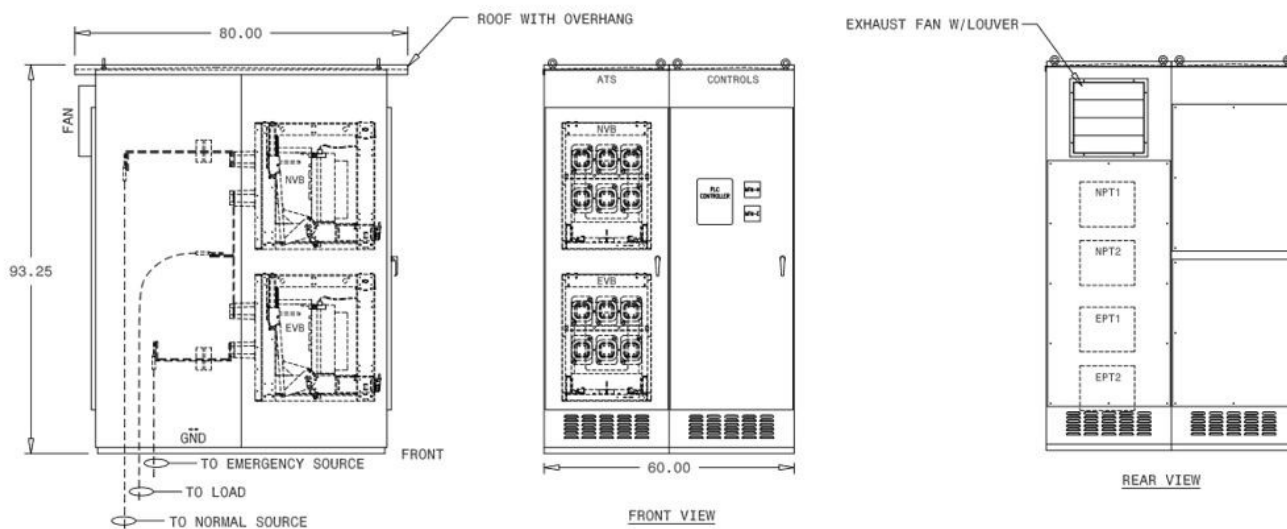 80.00
ROOF WITH OVERHANG
FAN
93.25
NVB
EVB
GND
FRONT
TO EMERGENCY SOURCE
TO LOAD
TO NORMAL SOURCE
ATS
CONTROLS
NVB
PLC
CONTROLLER
EVB
60.00
FRONT VIEW
EXHAUST FAN W/LOUVER
NPT1
NPT2
EPT1
EPT2
REAR VIEW